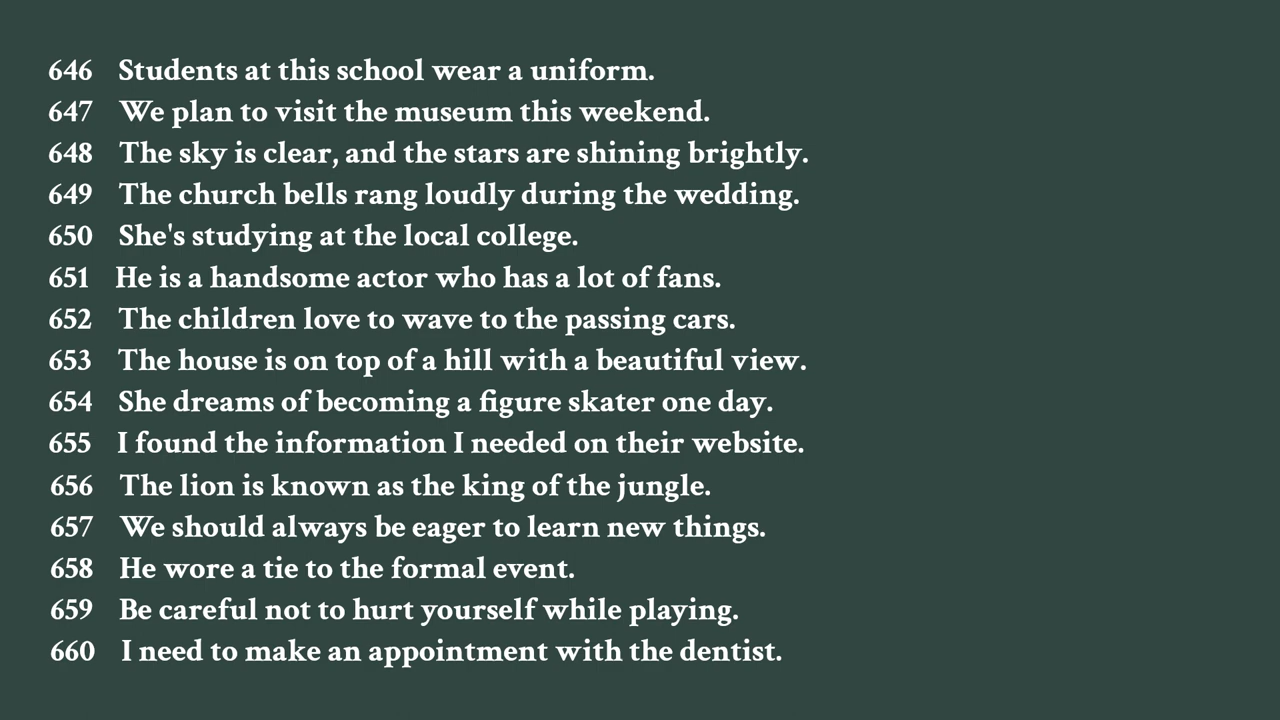 646 Students at this school wear a uniform.
647 We plan to visit the museum this weekend.
648 The sky is clear, and the stars are shining brightly.
649 The church bells rang loudly during the wedding.
650 She's studying at the local college.
651 He is a handsome actor who has a lot of fans.
652 The children love to wave to the passing cars.
653 The house is on top of a hill with a beautiful view.
654 She dreams of becoming a figure skater one day.
655 I found the information I needed on their website.
656 The lion is known as the king of the jungle.
657 We should always be eager to learn new things.
658 He wore a tie to the formal event.
659 Be careful not to hurt yourself while playing.
660 I need to make an appointment with the dentist.